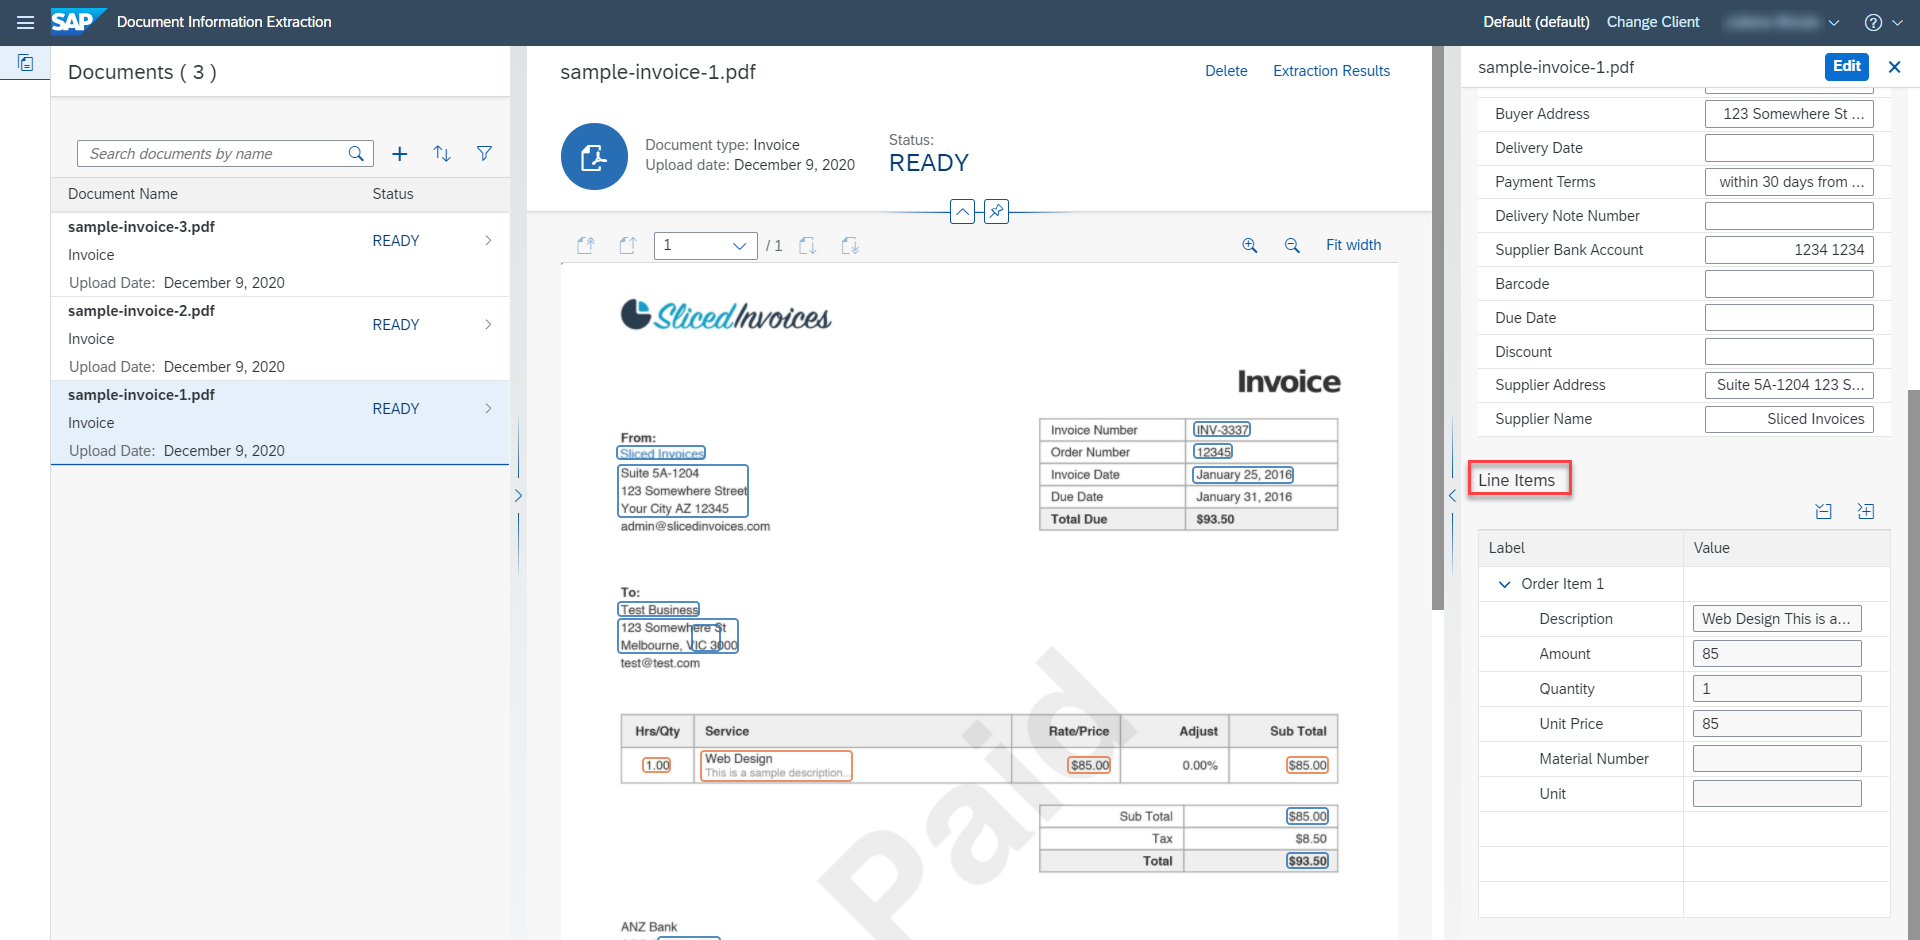 SAP Document Information Extraction
Default (default) Change Client
Documents ( 3 )
Search documents by name
Document Name Status
sample-invoice-3.pdf
READY
Invoice
Upload Date: December 9, 2020
sample-invoice-2.pdf
READY
Invoice
Upload Date: December 9, 2020
sample-invoice-1.pdf
READY
Invoice
Upload Date: December 9, 2020
sample-invoice-1.pdf
Delete Extraction Results
Document type: Invoice
Upload date: December 9, 2020
Status:
READY
1 / 1
Fit width
Sliced Invoices
Invoice
Invoice Number INV-3337
Order Number 12345
Invoice Date January 25, 2016
Due Date January 31, 2016
Total Due $93.50
From:
Sliced Invoices
Suite 5A-1204
123 Somewhere Street
Your City AZ 12345
admin@slicedinvoices.com
To:
Test Business
123 Somewhere St
Melbourne, VIC 3000
test@test.com
Hrs/Qty Service Rate/Price Adjust Sub Total
1.00 Web Design $85.00 0.00% $85.00
This is a sample description...
Sub Total $85.00
Tax $8.50
Total $93.50
Paid
ANZ Bank
sample-invoice-1.pdf
Edit
Buyer Address 123 Somewhere St ...
Delivery Date
Payment Terms within 30 days from ...
Delivery Note Number
Supplier Bank Account 1234 1234
Barcode
Due Date
Discount
Supplier Address Suite 5A-1204 123 S...
Supplier Name Sliced Invoices
Line Items
Label Value
Order Item 1
Description Web Design This is a...
Amount 85
Quantity 1
Unit Price 85
Material Number
Unit